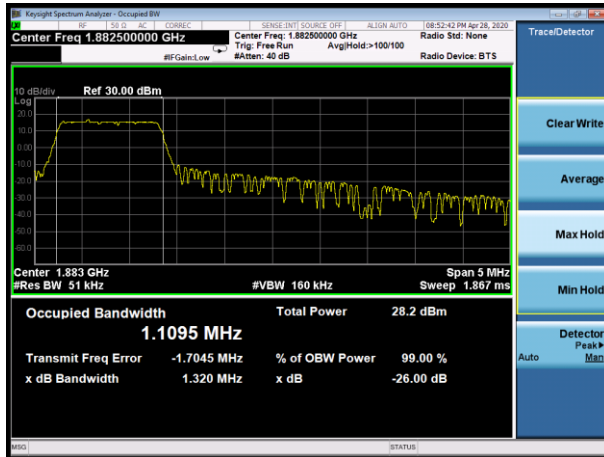 Keysight Spectrum Analyzer - Occupied BW
RF 50 Ω AC CORREC SENSE:INT SOURCE OFF ALIGN AUTO 08:52:42 PM Apr 28, 2020
Center Freq 1.882500000 GHz Center Freq: 1.882500000 GHz Radio Std: None Trace/Detector
Trig: Free Run Avg|Hold:>100/100
#IFGain:Low #Atten: 40 dB Radio Device: BTS
10 dB/div Ref 30.00 dBm
Log
20.0
10.0
0.00
-10.0
-20.0
-30.0
-40.0
-50.0
-60.0
Clear Write
Average
Max Hold
Min Hold
Center 1.883 GHz Span 5 MHz
#Res BW 51 kHz #VBW 160 kHz Sweep 1.867 ms
Occupied Bandwidth Total Power 28.2 dBm
1.1095 MHz
Transmit Freq Error -1.7045 MHz % of OBW Power 99.00 %
x dB Bandwidth 1.320 MHz x dB -26.00 dB
Detector
Peak▶
Auto Man
MSG STATUS